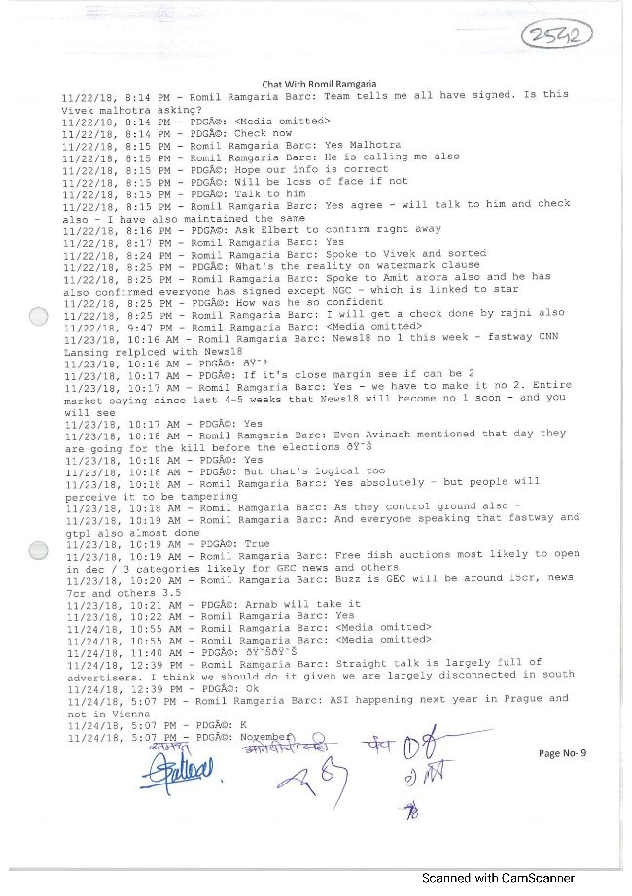 2542
Chat With Romil Ramgaria
11/22/18, 8:14 PM - Romil Ramgaria Barc: Team tells me all have signed. Is this
Vivek malhotra asking?
11/22/18, 8:14 PM - PDGÃ©: <Media omitted>
11/22/18, 8:14 PM - PDGÃ©: Check now
11/22/18, 8:15 PM - Romil Ramgaria Barc: Yes Malhotra
11/22/18, 8:15 PM - Romil Ramgaria Barc: He is calling me also
11/22/18, 8:15 PM - PDGÃ©: Hope our info is correct
11/22/18, 8:15 PM - PDGÃ©: Will be loss of face if not
11/22/18, 8:15 PM - PDGÃ©: Talk to him
11/22/18, 8:15 PM - Romil Ramgaria Barc: Yes agree - will talk to him and check
also - I have also maintained the same
11/22/18, 8:16 PM - PDGÃ©: Ask Elbert to confirm right away
11/22/18, 8:17 PM - Romil Ramgaria Barc: Yes
11/22/18, 8:24 PM - Romil Ramgaria Barc: Spoke to Vivek and sorted
11/22/18, 8:25 PM - PDGÃ©: What's the reality on watermark clause
11/22/18, 8:25 PM - Romil Ramgaria Barc: Spoke to Amit arora also and he has
also confirmed everyone has signed except NGC - which is linked to star
11/22/18, 8:25 PM - PDGÃ©: How was he so confident
11/22/18, 8:25 PM - Romil Ramgaria Barc: I will get a check done by rajni also
11/22/18, 9:47 PM - Romil Ramgaria Barc: <Media omitted>
11/23/18, 10:16 AM - Romil Ramgaria Barc: News18 no 1 this week - fastway CNN
Lansing relplced with News18
11/23/18, 10:16 AM - PDGÃ©:
11/23/18, 10:17 AM - PDGÃ©: If it's close margin see if can be 2
11/23/18, 10:17 AM - Romil Ramgaria Barc: Yes - we have to make it no 2. Entire
market saying since last 4-5 weeks that News18 will become no 1 soon - and you
will see
11/23/18, 10:17 AM - PDGÃ©: Yes
11/23/18, 10:18 AM - Romil Ramgaria Barc: Even Avinash mentioned that day they
are going for the kill before the elections ðŸ˜Š
11/23/18, 10:18 AM - PDGÃ©: Yes
11/23/18, 10:18 AM - PDGÃ©: But that's logical too
11/23/18, 10:18 AM - Romil Ramgaria Barc: Yes absolutely - but people will
perceive it to be tampering
11/23/18, 10:18 AM - Romil Ramgaria Barc: As they control ground also -
11/23/18, 10:19 AM - Romil Ramgaria Barc: And everyone speaking that fastway and
gtpl also almost done
11/23/18, 10:19 AM - PDGÃ©: True
11/23/18, 10:19 AM - Romil Ramgaria Barc: Free dish auctions most likely to open
in dec / 3 categories likely for GEC news and others
11/23/18, 10:20 AM - Romil Ramgaria Barc: Buzz is GEC will be around 15cr, news
7cr and others 3.5
11/23/18, 10:21 AM - PDGÃ©: Arnab will take it
11/23/18, 10:22 AM - Romil Ramgaria Barc: Yes
11/24/18, 10:55 AM - Romil Ramgaria Barc: <Media omitted>
11/24/18, 10:55 AM - Romil Ramgaria Barc: <Media omitted>
11/24/18, 11:40 AM - PDGÃ©: ðŸ˜ŠðŸ˜Š
11/24/18, 12:39 PM - Romil Ramgaria Barc: Straight talk is largely full of
advertisers. I think we should do it given we are largely disconnected in south
11/24/18, 12:39 PM - PDGÃ©: Ok
11/24/18, 5:07 PM - Romil Ramgaria Barc: ASI happening next year in Prague and
not in Vienna
11/24/18, 5:07 PM - PDGÃ©: K
11/24/18, 5:07 PM - PDGÃ©: November
पंच
Page No- 9
Scanned with CamScanner